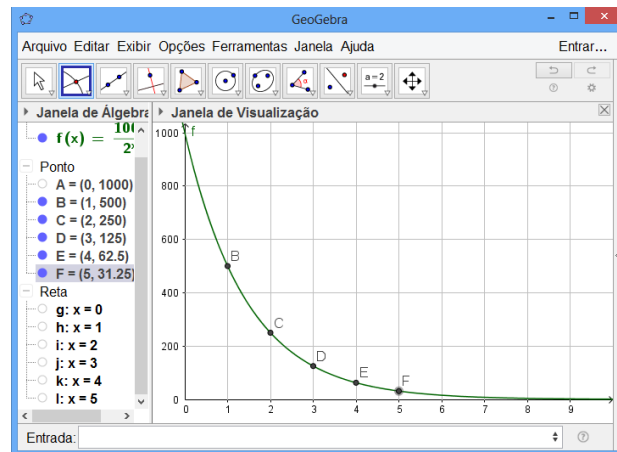 GeoGebra
Arquivo Editar Exibir Opções Ferramentas Janela Ajuda Entrar...
a=2
Janela de Álgebra
Janela de Visualização
f(x) =
2
Ponto
A = (0, 1000)
B = (1, 500)
C = (2, 250)
D = (3, 125)
E = (4, 62.5)
F = (5, 31.25)
Reta
g: x = 0
h: x = 1
i: x = 2
j: x = 3
k: x = 4
l: x = 5
1000
f
800
600
400
200
0
B
C
D
E
F
0 1 2 3 4 5 6 7 8 9
Entrada: